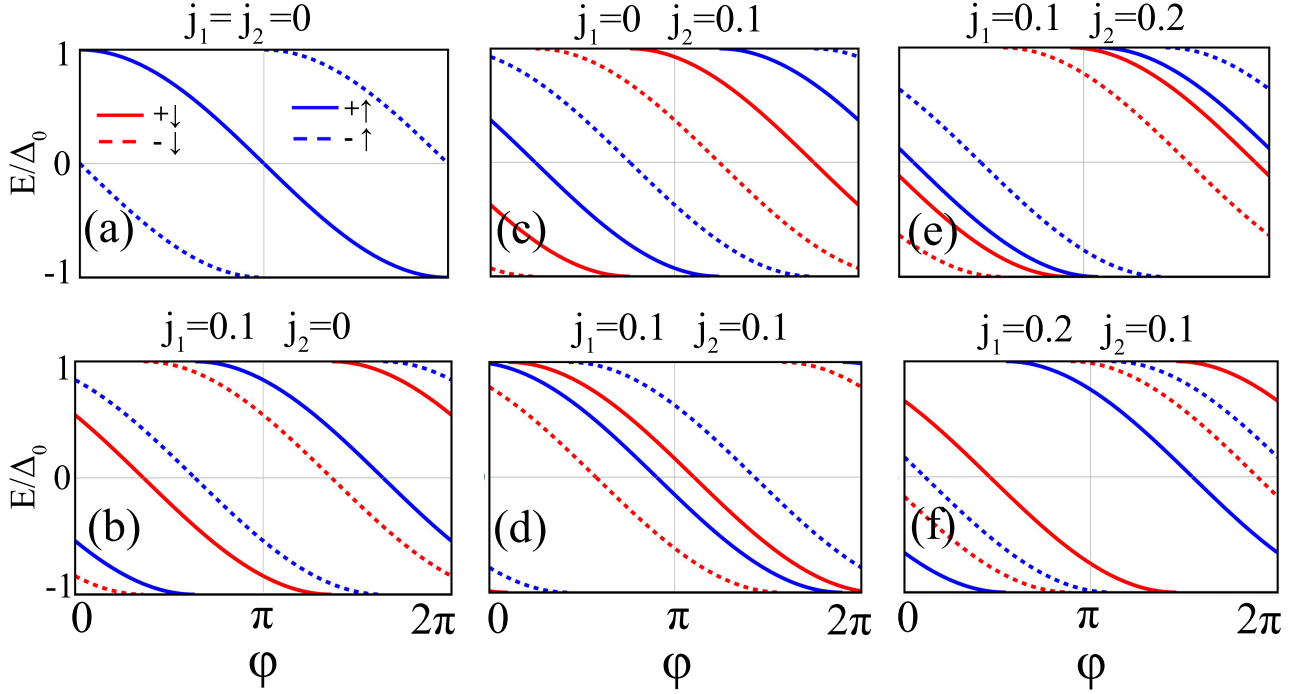 j1= j2=0
j1=0 j2=0.1
j1=0.1 j2=0.2
1
0
-1
E/Δ0
+↓
-↓
+↑
-↑
(a)
(c)
(e)
j1=0.1 j2=0
j1=0.1 j2=0.1
j1=0.2 j2=0.1
1
0
-1
E/Δ0
(b)
(d)
(f)
0 π 2π
0 π 2π
0 π 2π
φ
φ
φ